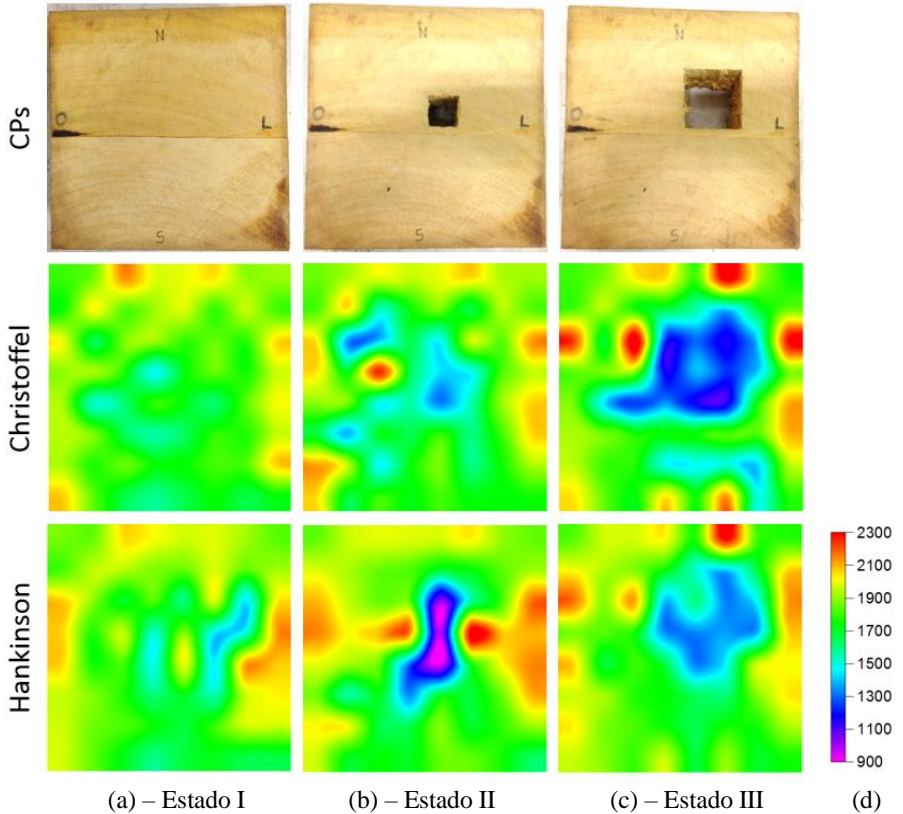 CPs
N
O
L
S
N
L
S
N
L
S
Christoffel
Hankinson
2300
2100
1900
1700
1500
1300
1100
900
(a) – Estado I
(b) – Estado II
(c) – Estado III
(d)